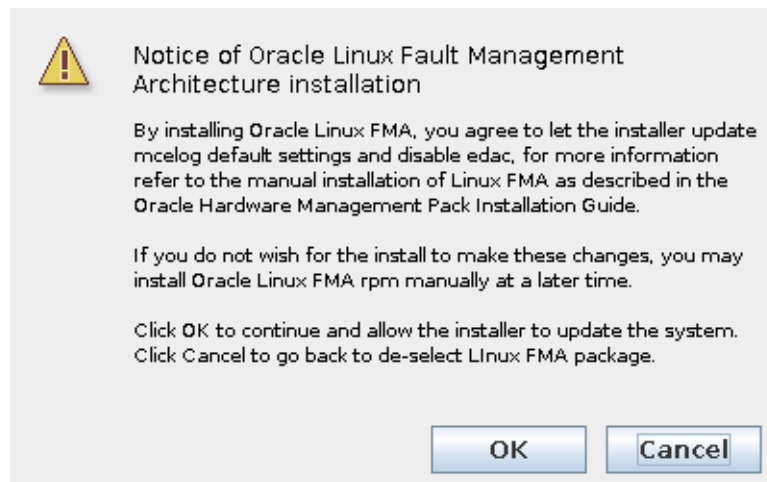 Notice of Oracle Linux Fault Management
Architecture installation
By installing Oracle Linux FMA, you agree to let the installer update
mcelog default settings and disable edac, for more information
refer to the manual installation of Linux FMA as described in the
Oracle Hardware Management Pack Installation Guide.
If you do not wish for the install to make these changes, you may
install Oracle Linux FMA rpm manually at a later time.
Click OK to continue and allow the installer to update the system.
Click Cancel to go back to de-select LInux FMA package.
OK Cancel